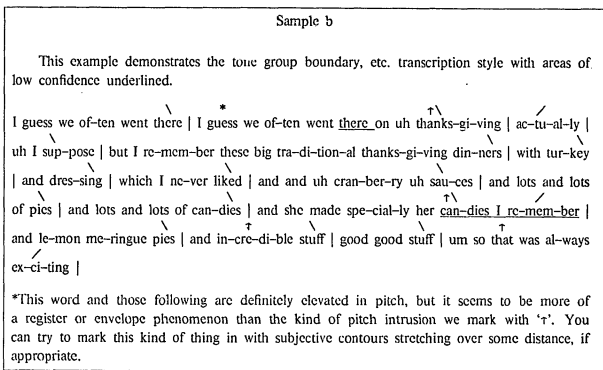 Sample b
This example demonstrates the tone group boundary, etc. transcription style with areas of
low confidence underlined.
\ * ↑\ /
I guess we of–ten went there | I guess we of–ten went there on uh thanks–gi–ving | ac–tu–al–ly |
\ \ \
uh I sup–pose | but I re–mem–ber these big tra–di–tion–al thanks–gi–ving din–ners | with tur–key
\ \ \
| and dres–sing | which I ne–ver liked | and and uh cran–ber–ry uh sau–ces | and lots and lots
\ \ ↑\ /
of pies | and lots and lots of can–dies | and she made spe–cial–ly her can–dies I re–mem–ber |
\ ↑ \ \ ↑
and le–mon me–ringue pies | and in–cre–di–ble stuff | good good stuff | um so that was al–ways
/
ex–ci–ting |
*This word and those following are definitely elevated in pitch, but it seems to be more of
a register or envelope phenomenon than the kind of pitch intrusion we mark with '↑'. You
can try to mark this kind of thing in with subjective contours stretching over some distance, if
appropriate.